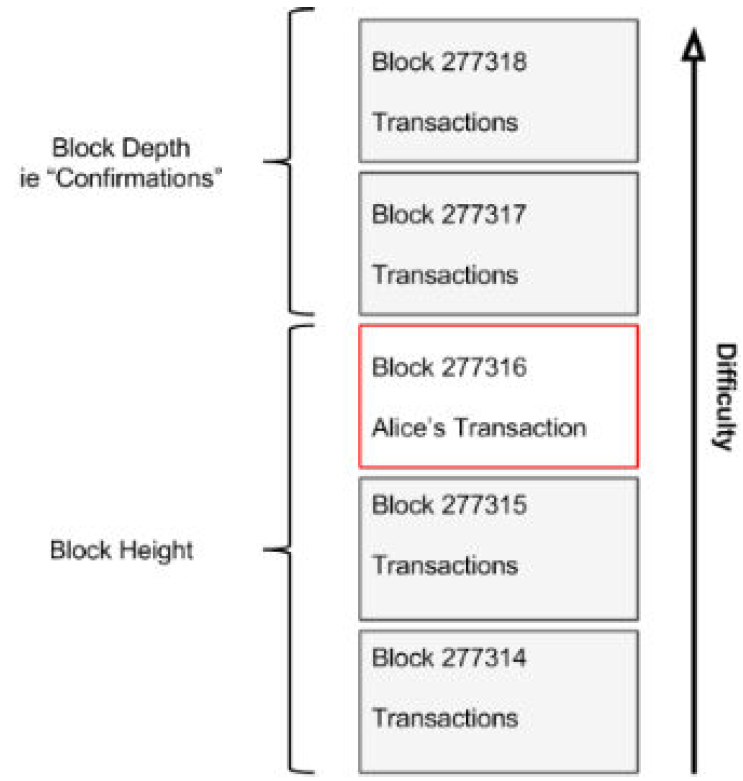 Block Depth
ie “Confirmations”
Block 277318
Transactions
Block 277317
Transactions
Block Height
Block 277316
Alice’s Transaction
Block 277315
Transactions
Block 277314
Transactions
Difficulty